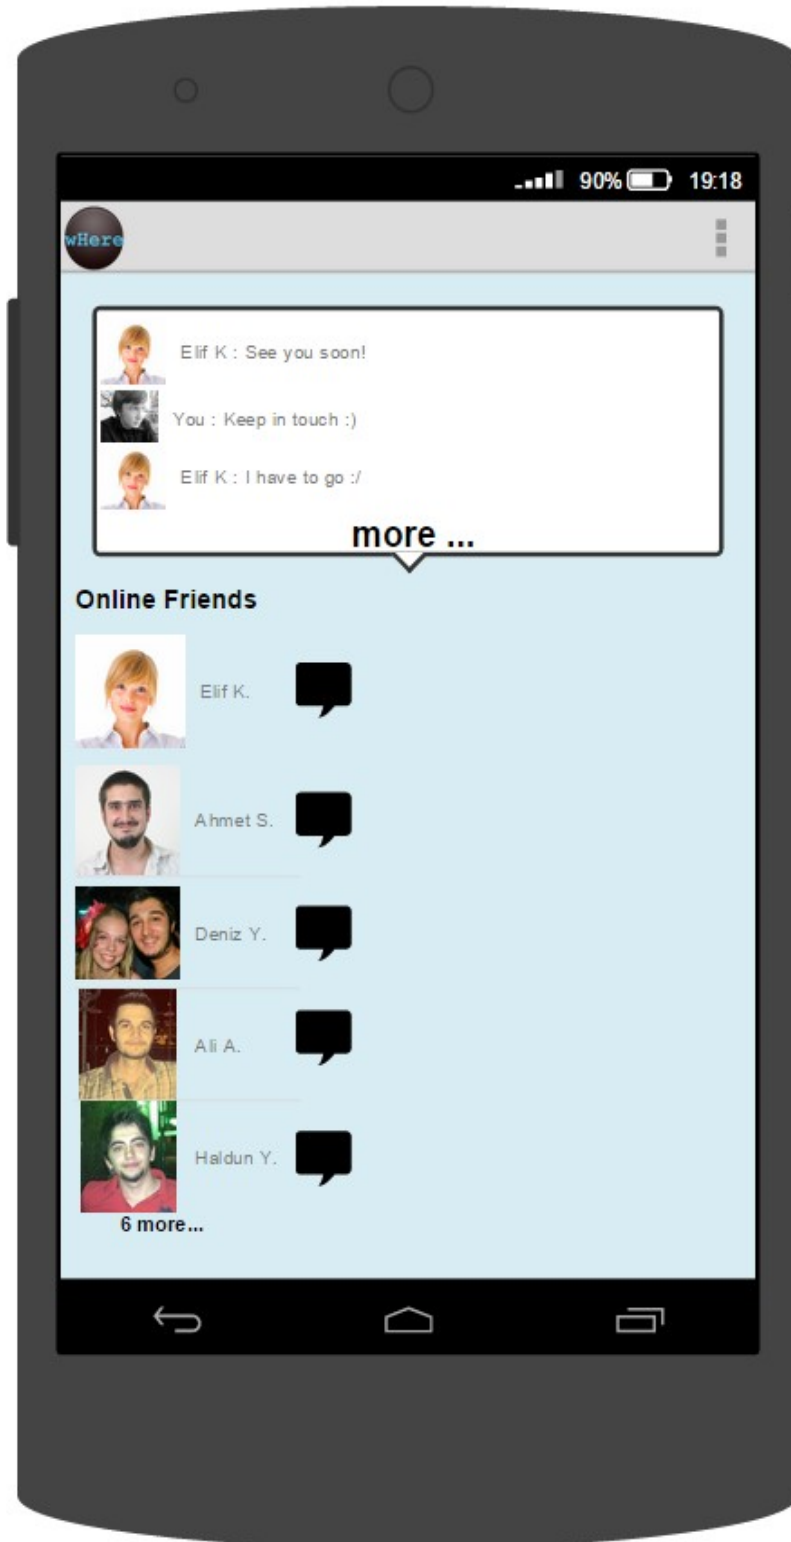 90% 19:18
wHere
Elif K : See you soon!
You : Keep in touch :)
Elif K : I have to go :/
more ...
Online Friends
Elif K.
Ahmet S.
Deniz Y.
Ali A.
Haldun Y.
6 more...